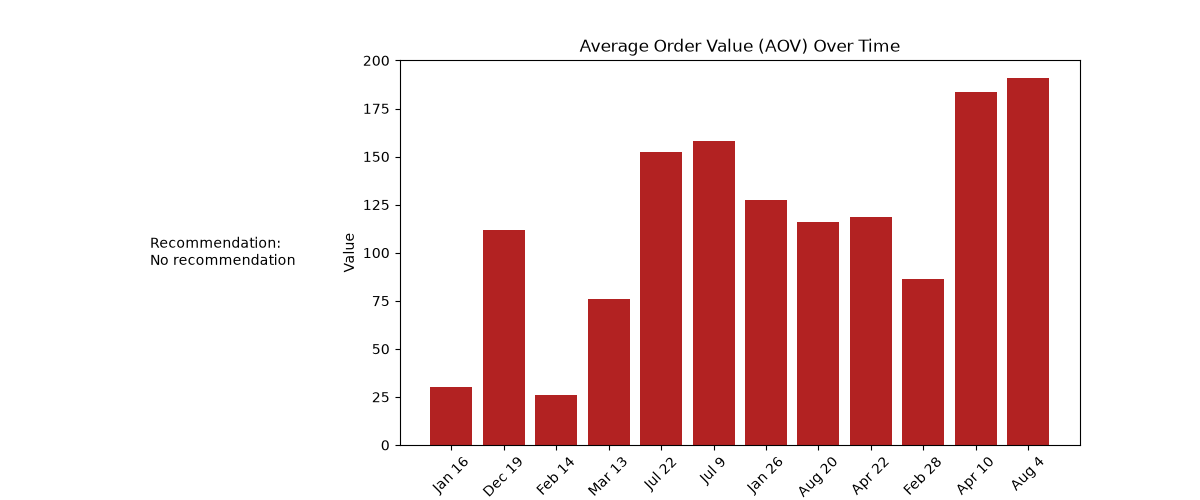 Average Order Value (AOV) Over Time
200
175
150
125
100
75
50
25
0
Value
Recommendation:
No recommendation
Jan 16
Dec 19
Feb 14
Mar 13
Jul 22
Jul 9
Jan 26
Aug 20
Apr 22
Feb 28
Apr 10
Aug 4